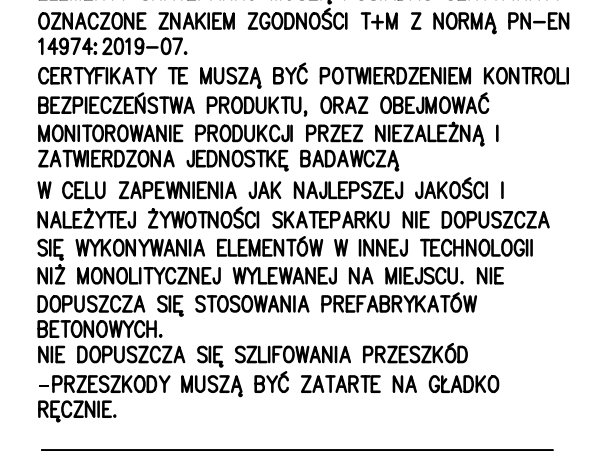 OZNACZONE ZNAKIEM ZGODNOŚCI T+M Z NORMĄ PN–EN
14974:2019–07.
CERTYFIKATY TE MUSZĄ BYĆ POTWIERDZENIEM KONTROLI
BEZPIECZEŃSTWA PRODUKTU, ORAZ OBEJMOWAĆ
MONITOROWANIE PRODUKCJI PRZEZ NIEZALEŻNĄ I
ZATWIERDZONA JEDNOSTKĘ BADAWCZĄ
W CELU ZAPEWNIENIA JAK NAJLEPSZEJ JAKOŚCI I
NALEŻYTEJ ŻYWOTNOŚCI SKATEPARKU NIE DOPUSZCZA
SIĘ WYKONYWANIA ELEMENTÓW W INNEJ TECHNOLOGII
NIŻ MONOLITYCZNEJ WYLEWANEJ NA MIEJSCU. NIE
DOPUSZCZA SIĘ STOSOWANIA PREFABRYKATÓW
BETONOWYCH.
NIE DOPUSZCZA SIĘ SZLIFOWANIA PRZESZKÓD
–PRZESZKODY MUSZĄ BYĆ ZATARTE NA GŁADKO
RĘCZNIE.